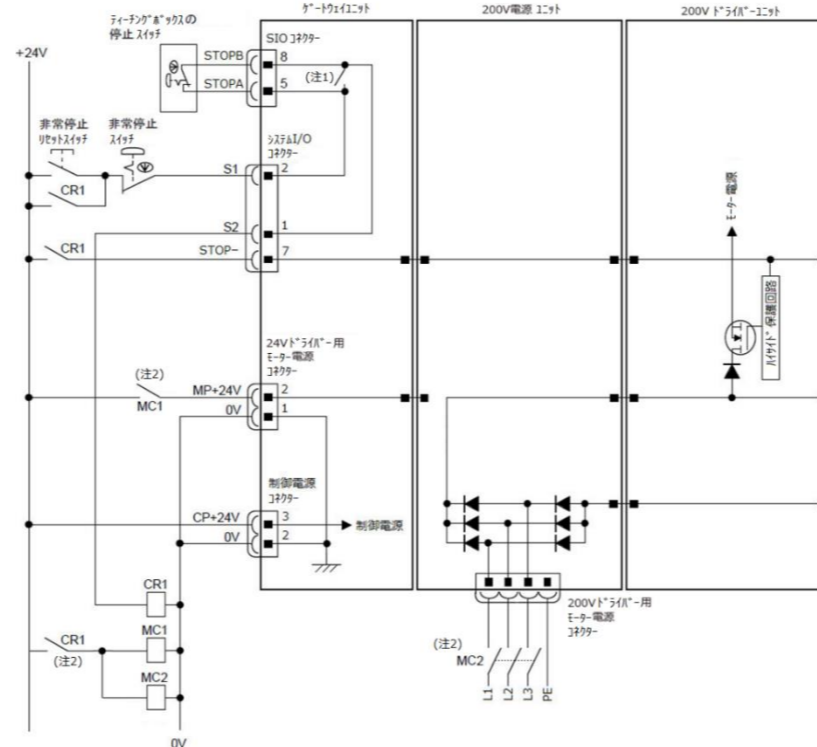 ゲートウェイユニット
200V電源 ユニット
200V ドライバーユニット
ティーチングボックスの
停止 スイッチ
+24V
SIO コネクター
STOPB
8
STOPA
5
(注1)
非常停止
リセットスイッチ
非常停止
スイッチ
システムI/O
コネクター
S1
2
CR1
S2
1
CR1
STOP-
7
モーター電源
ハイサイド保護回路
24Vドライバー用
モーター電源
コネクター
(注2)
MC1
MP+24V
2
0V
1
制御電源
コネクター
CP+24V
3
制御電源
0V
2
CR1
CR1
(注2)
MC1
MC2
0V
200Vドライバー用
モーター電源
コネクター
(注2)
MC2
L1
L2
L3
PE